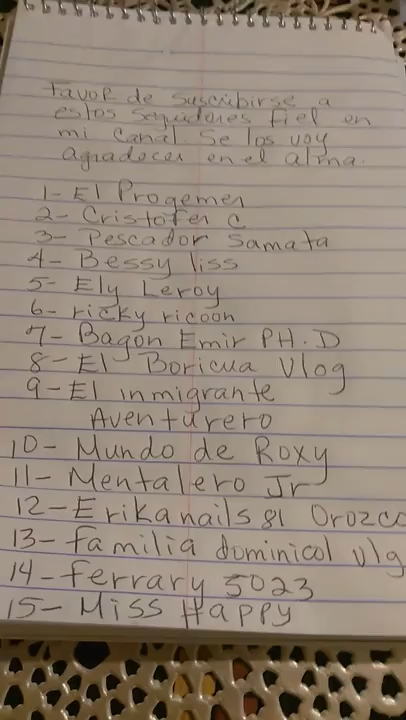 Favor de suscribirse a
estos seguidores fiel en
mi canal. Se los voy
agradocer en el alma.
1- El Progemer
2- Cristofer C
3- Pescador Samata
4- Bessy liss
5- Ely Leroy
6- ricky ricoon
7- Bagon Emir PH.D
8- El Boricua Vlog
9- El inmigrante
Aventurero
10- Mundo de Roxy
11- Mentalero Jr
12- Erikanails 81 Orozco
13- familia dominicol vlg
14- ferrary 5023
15- Miss Happy